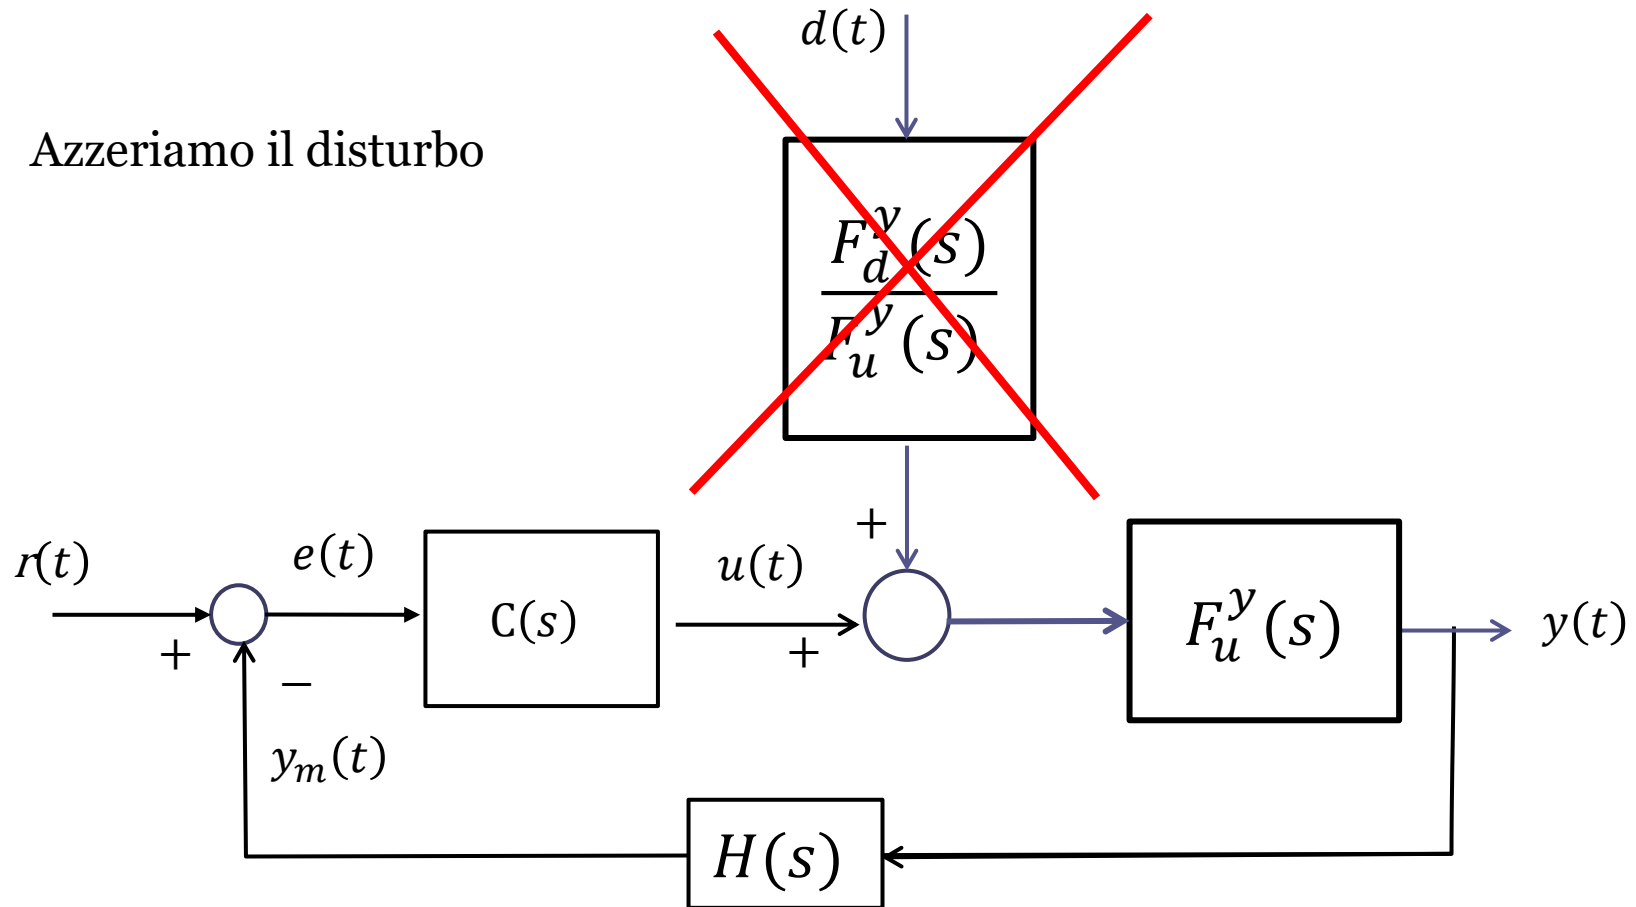 d(t)
Azzeriamo il disturbo
F_d^y(s)
F_u^y(s)
+
r(t)
e(t)
C(s)
u(t)
F_u^y(s)
y(t)
+
−
+
y_m(t)
H(s)